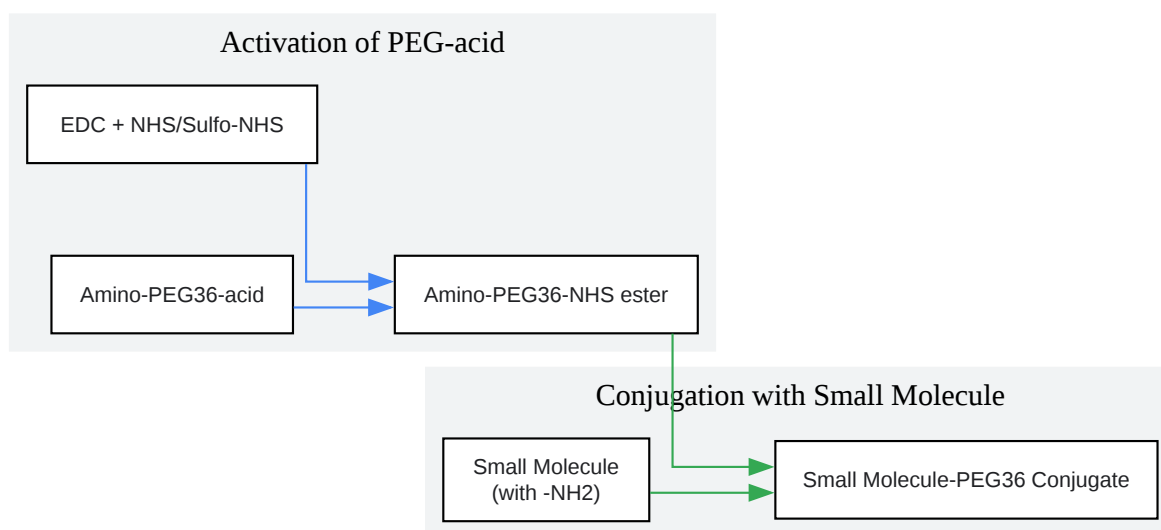 Activation of PEG-acid
EDC + NHS/Sulfo-NHS
Amino-PEG36-acid
Amino-PEG36-NHS ester
Conjugation with Small Molecule
Small Molecule
(with -NH2)
Small Molecule-PEG36 Conjugate